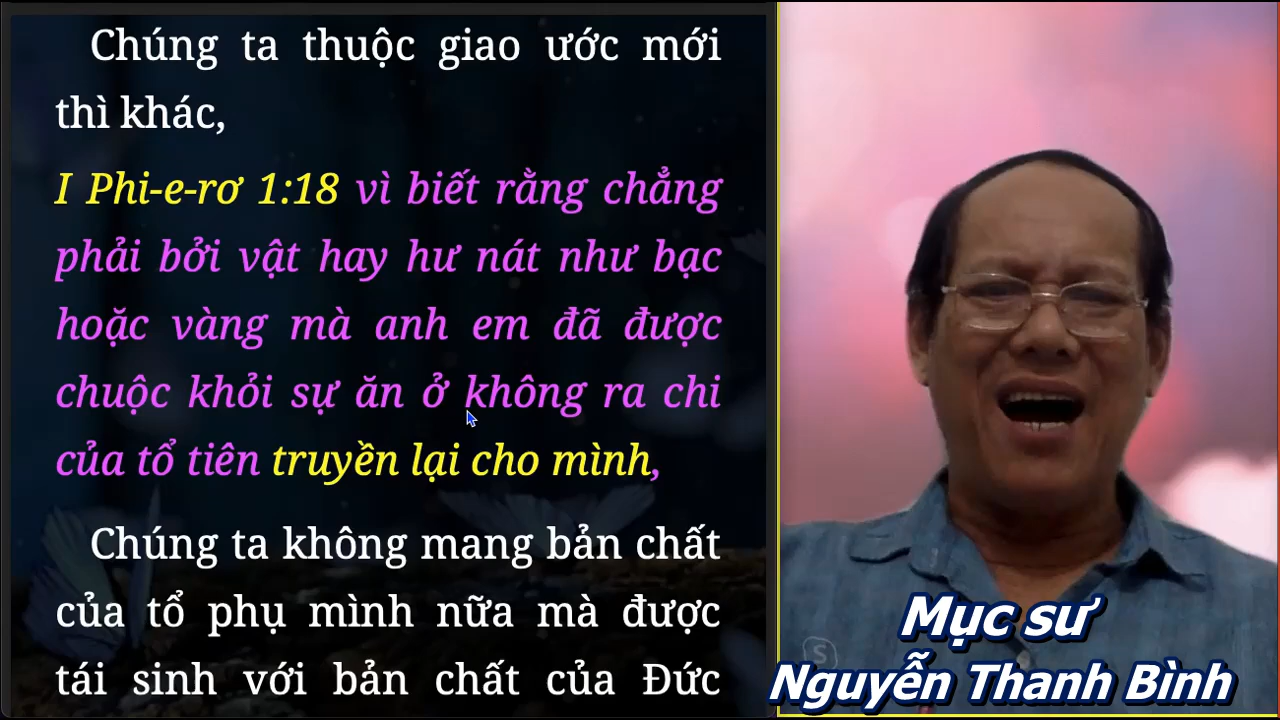 Chúng ta thuộc giao ước mới
thì khác,
I Phi-e-rơ 1:18 vì biết rằng chẳng
phải bởi vật hay hư nát như bạc
hoặc vàng mà anh em đã được
chuộc khỏi sự ăn ở không ra chi
của tổ tiên truyền lại cho mình,
Chúng ta không mang bản chất
của tổ phụ mình nữa mà được
tái sinh với bản chất của Đức
Mục sư
Nguyễn Thanh Bình